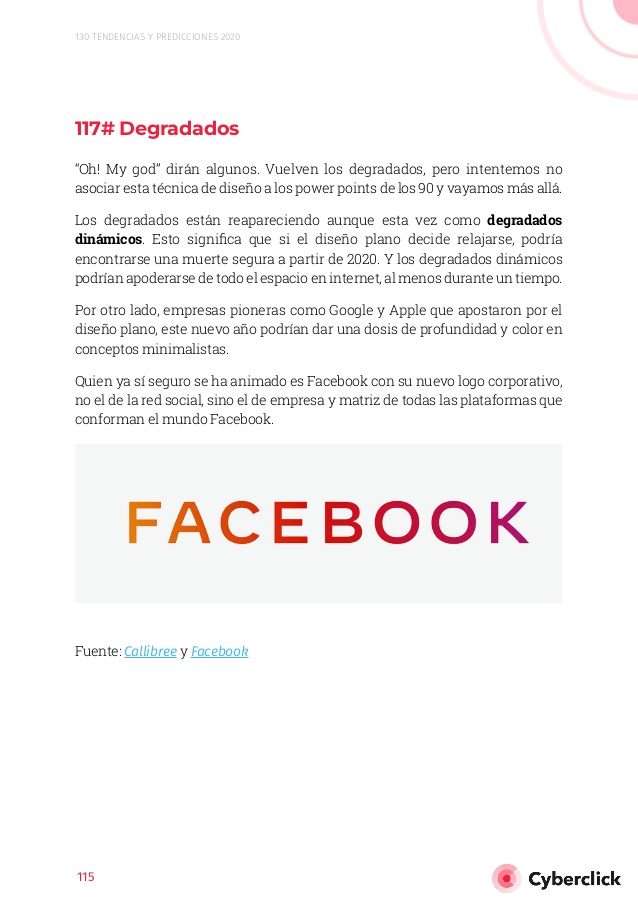 130 TENDENCIAS Y PREDICCIONES 2020
117# Degradados
“Oh! My god” dirán algunos. Vuelven los degradados, pero intentemos no
asociar esta técnica de diseño a los power points de los 90 y vayamos más allá.
Los degradados están reapareciendo aunque esta vez como degradados
dinámicos. Esto significa que si el diseño plano decide relajarse, podría
encontrarse una muerte segura a partir de 2020. Y los degradados dinámicos
podrían apoderarse de todo el espacio en internet, al menos durante un tiempo.
Por otro lado, empresas pioneras como Google y Apple que apostaron por el
diseño plano, este nuevo año podrían dar una dosis de profundidad y color en
conceptos minimalistas.
Quien ya sí seguro se ha animado es Facebook con su nuevo logo corporativo,
no el de la red social, sino el de empresa y matriz de todas las plataformas que
conforman el mundo Facebook.
FACEBOOK
Fuente: Callibree y Facebook
115
Cyberclick